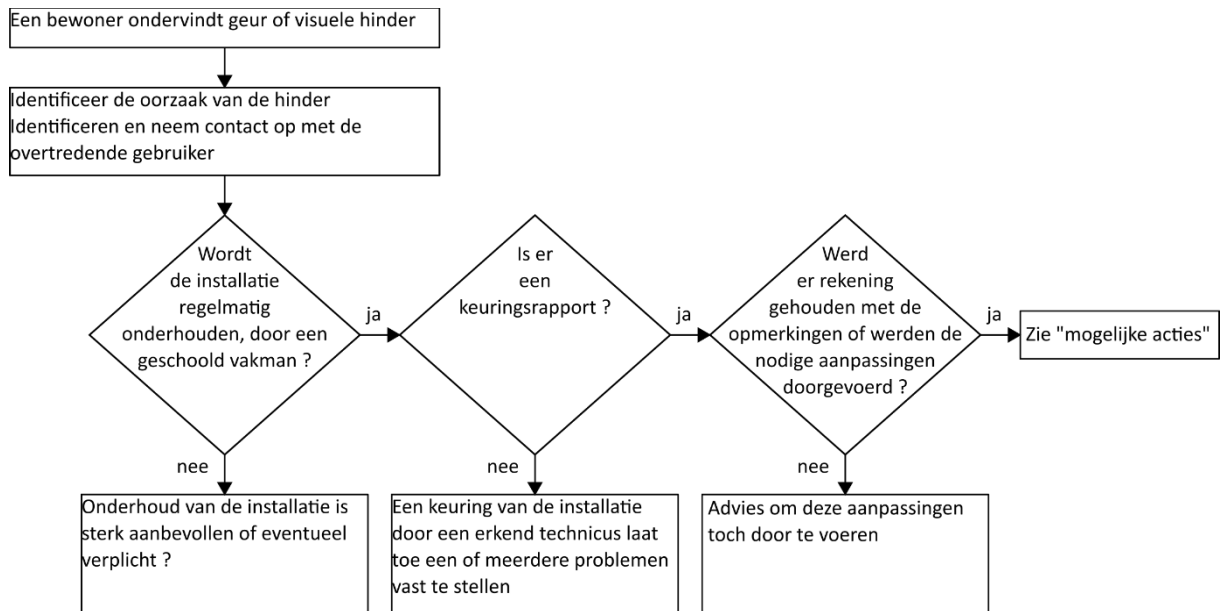 Een bewoner ondervindt geur of visuele hinder
Identificeer de oorzaak van de hinder
Identificeren en neem contact op met de
overtredende gebruiker
Wordt
de installatie
regelmatig
onderhouden, door een
geschoold vakman ?
ja
nee
Onderhoud van de installatie is
sterk aanbevollen of eventueel
verplicht ?
Is er
een
keuringsrapport ?
ja
nee
Een keuring van de installatie
door een erkend technicus laat
toe een of meerdere problemen
vast te stellen
Werd
er rekening
gehouden met de
opmerkingen of werden de
nodige aanpassingen
doorgevoerd ?
ja
nee
Advies om deze aanpassingen
toch door te voeren
Zie "mogelijke acties"